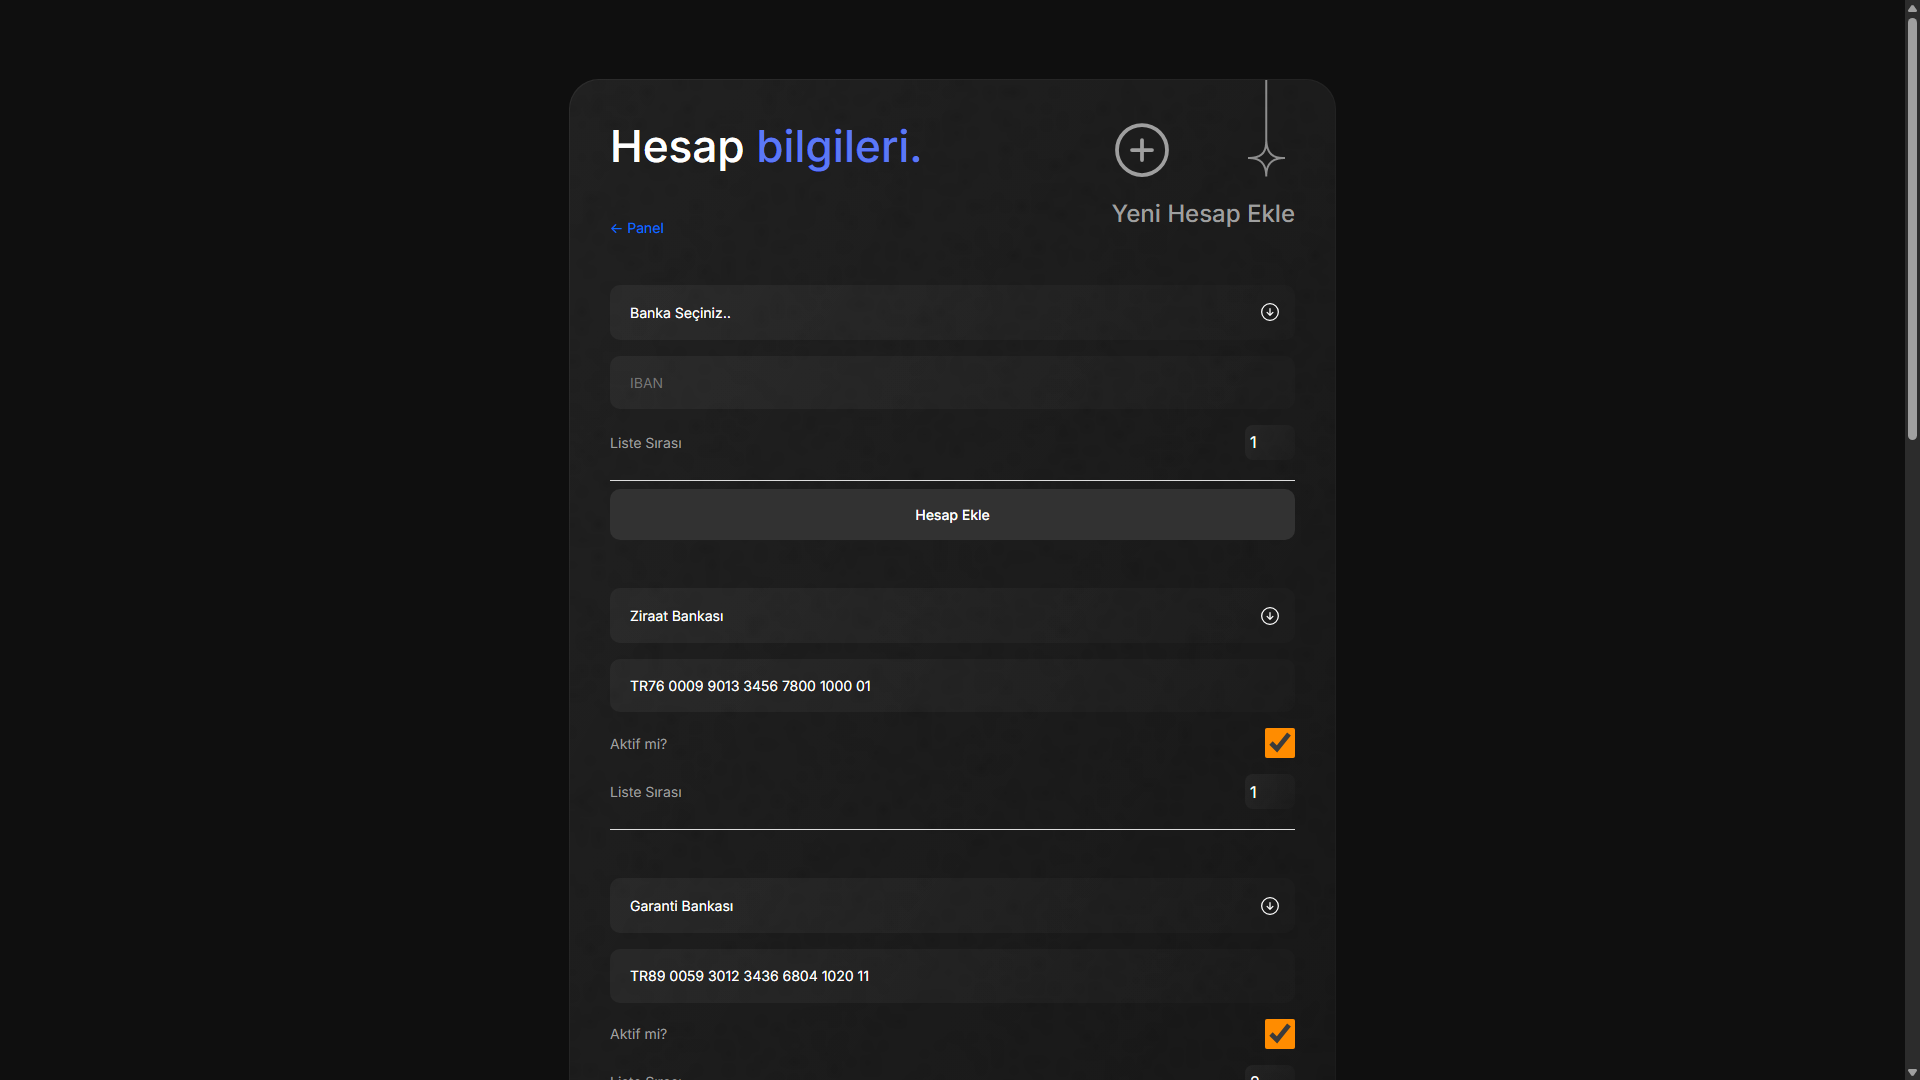 Hesap bilgileri.
Yeni Hesap Ekle
← Panel
Banka Seçiniz..
IBAN
Liste Sırası
1
Hesap Ekle
Ziraat Bankası
TR76 0009 9013 3456 7800 1000 01
Aktif mi?
Liste Sırası
1
Garanti Bankası
TR89 0059 3012 3436 6804 1020 11
Aktif mi?